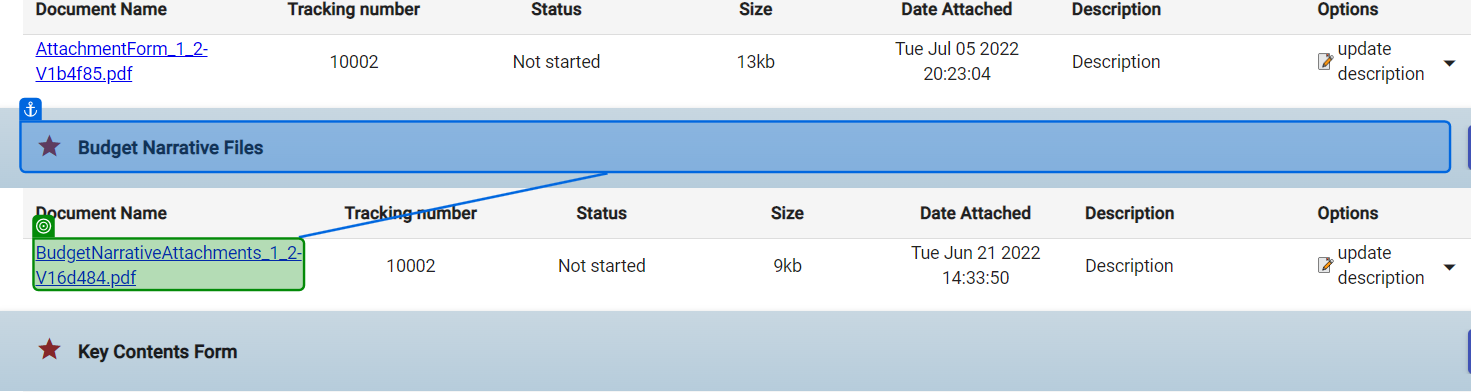 Document Name Tracking number Status Size Date Attached Description Options
AttachmentForm_1_2- Tue Jul 05 2022 update
10002 Not started 13kb Description
V1b4f85.pdf 20:23:04 description
Budget Narrative Files
Document Name Tracking number Status Size Date Attached Description Options
BudgetNarrativeAttachments_1_2- Tue Jun 21 2022 update
10002 Not started 9kb Description
V16d484.pdf 14:33:50 description
Key Contents Form